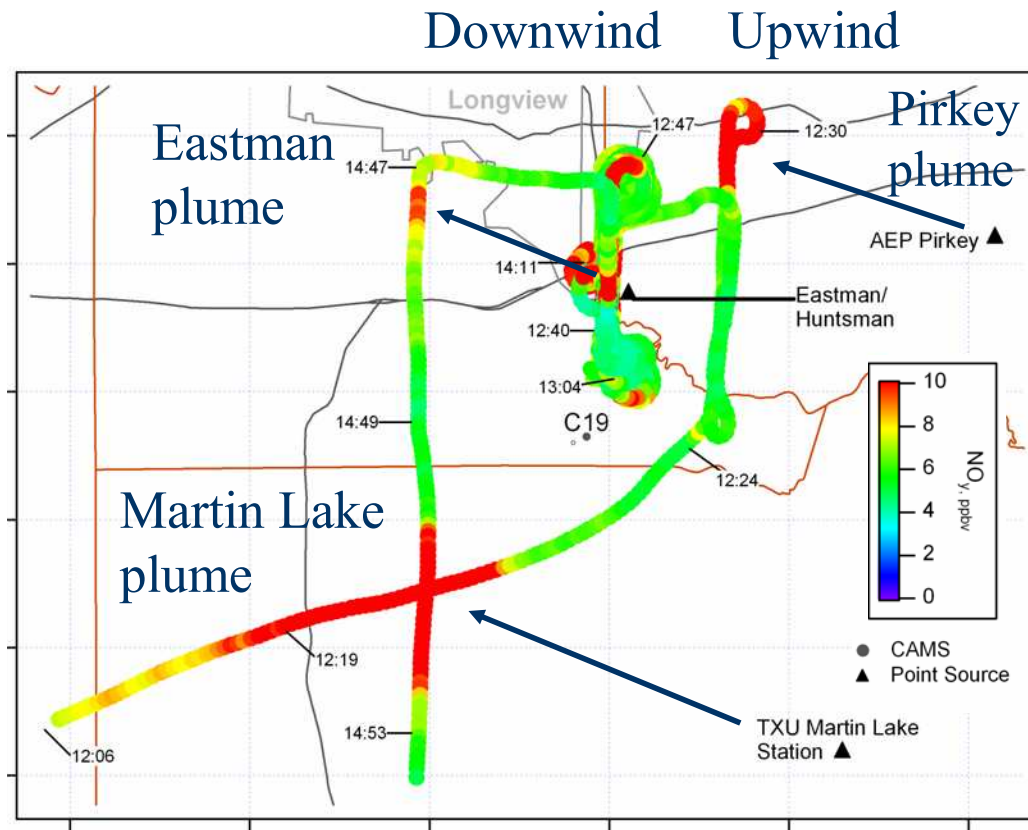 Downwind
Upwind
Longview
12:47
12:30
Pirkey
plume
Eastman
plume
14:47
AEP Pirkey
14:11
Eastman/
Huntsman
12:40
13:04
C19
14:49
12:24
10
8
6
4
2
0
NOy, ppbv
Martin Lake
plume
CAMS
Point Source
12:19
14:53
TXU Martin Lake
Station
12:06